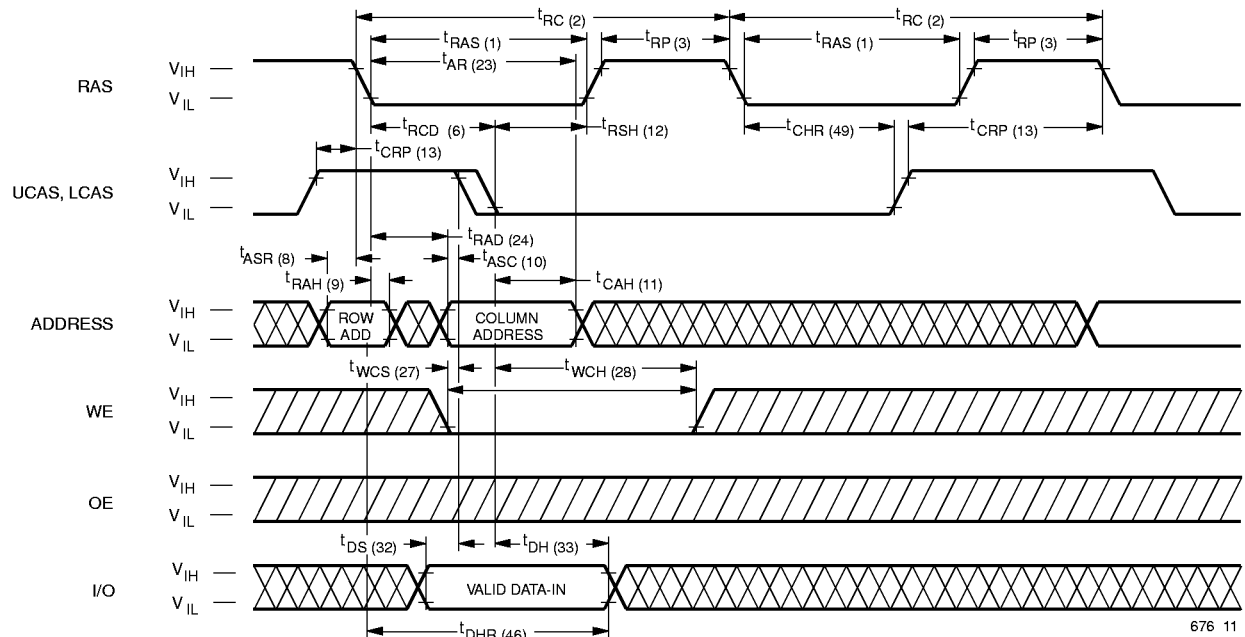 tRC (2) tRC (2)
tRAS (1) tRP (3) tRAS (1) tRP (3)
tAR (23)
RAS VIH
VIL
tRCD (6) tRSH (12) tCHR (49) tCRP (13)
tCRP (13)
UCAS, LCAS VIH
VIL
tRAD (24)
tASR (8) tASC (10)
tRAH (9) tCAH (11)
ADDRESS VIH ROW ADD COLUMN ADDRESS
VIL
tWCS (27) tWCH (28)
WE VIH
VIL
OE VIH
VIL
tDS (32) tDH (33)
I/O VIH VALID DATA-IN
VIL
tDHR (46)
676 11